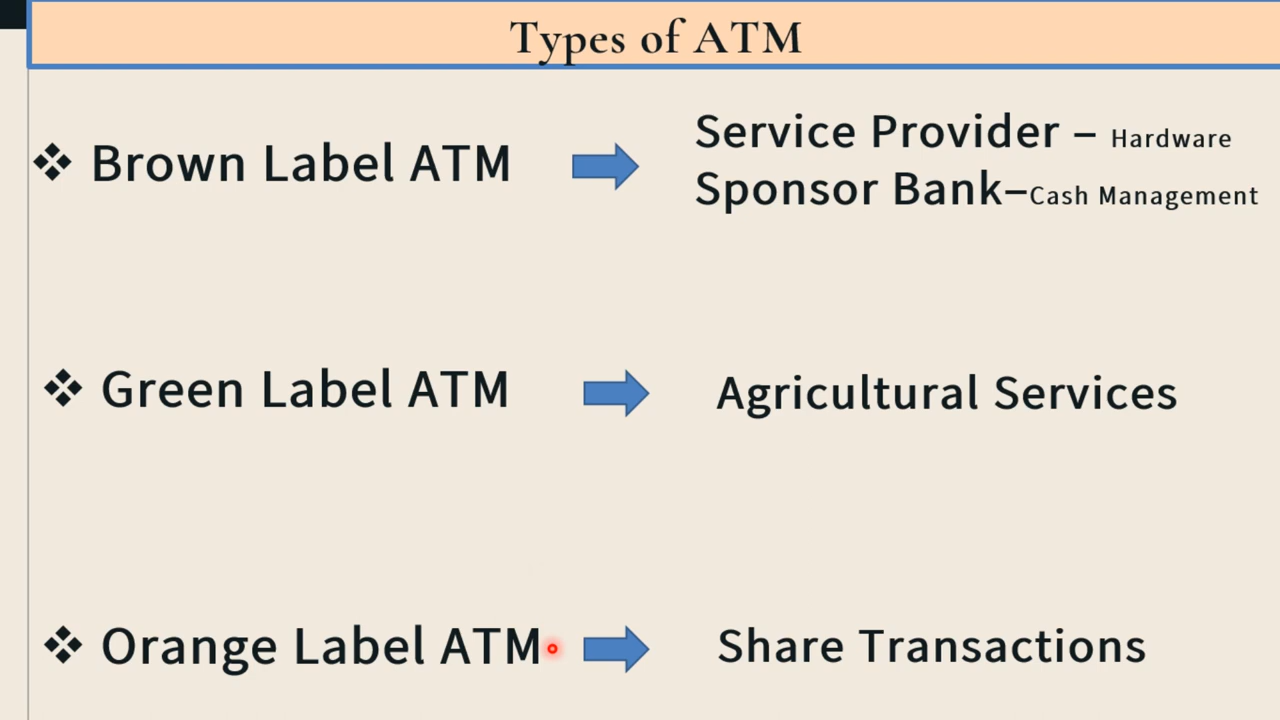 Types of ATM
❖ Brown Label ATM
Service Provider – Hardware
Sponsor Bank–Cash Management
❖ Green Label ATM
Agricultural Services
❖ Orange Label ATM
Share Transactions